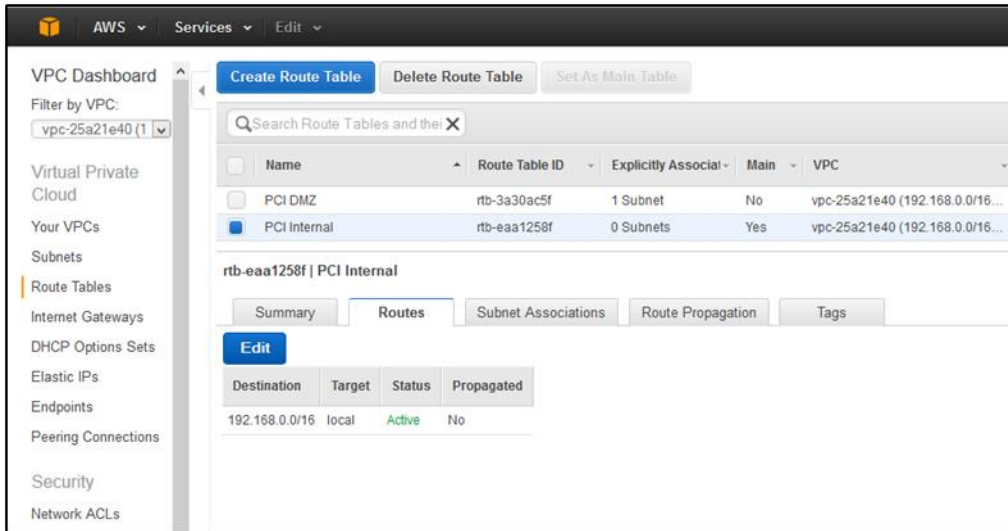 AWS Services Edit
VPC Dashboard
Filter by VPC:
vpc-25a21e40 (1
Virtual Private
Cloud
Your VPCs
Subnets
Route Tables
Internet Gateways
DHCP Options Sets
Elastic IPs
Endpoints
Peering Connections
Security
Network ACLs
Create Route Table Delete Route Table Set As Main Table
Search Route Tables and thei X
Name Route Table ID Explicitly Associat Main VPC
PCI DMZ rtb-3a30ac5f 1 Subnet No vpc-25a21e40 (192.168.0.0/16...
PCI Internal rtb-eaa1258f 0 Subnets Yes vpc-25a21e40 (192.168.0.0/16...
rtb-eaa1258f | PCI Internal
Summary Routes Subnet Associations Route Propagation Tags
Edit
Destination Target Status Propagated
192.168.0.0/16 local Active No